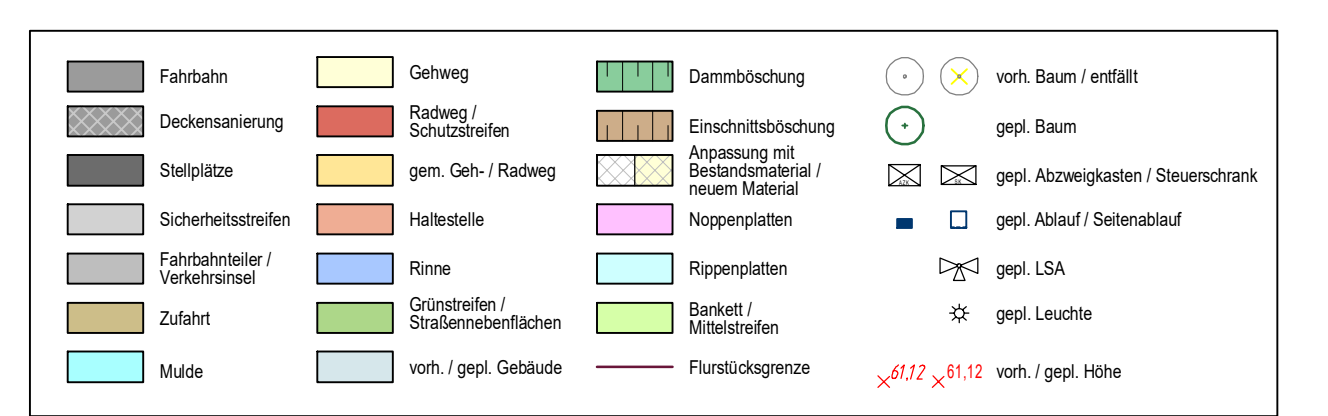 Fahrbahn
Deckensanierung
Stellplätze
Sicherheitsstreifen
Fahrbahnteiler /
Verkehrsinsel
Zufahrt
Mulde
Gehweg
Radweg /
Schutzstreifen
gem. Geh- / Radweg
Haltestelle
Rinne
Grünstreifen /
Straßennebenflächen
vorh. / gepl. Gebäude
Dammböschung
Einschnittsböschung
Anpassung mit
Bestandsmaterial /
neuem Material
Noppenplatten
Rippenplatten
Bankett /
Mittelstreifen
Flurstücksgrenze
vorh. Baum / entfällt
gepl. Baum
AZK SK gepl. Abzweigkasten / Steuerschrank
gepl. Ablauf / Seitenablauf
gepl. LSA
gepl. Leuchte
61,12 61,12 vorh. / gepl. Höhe